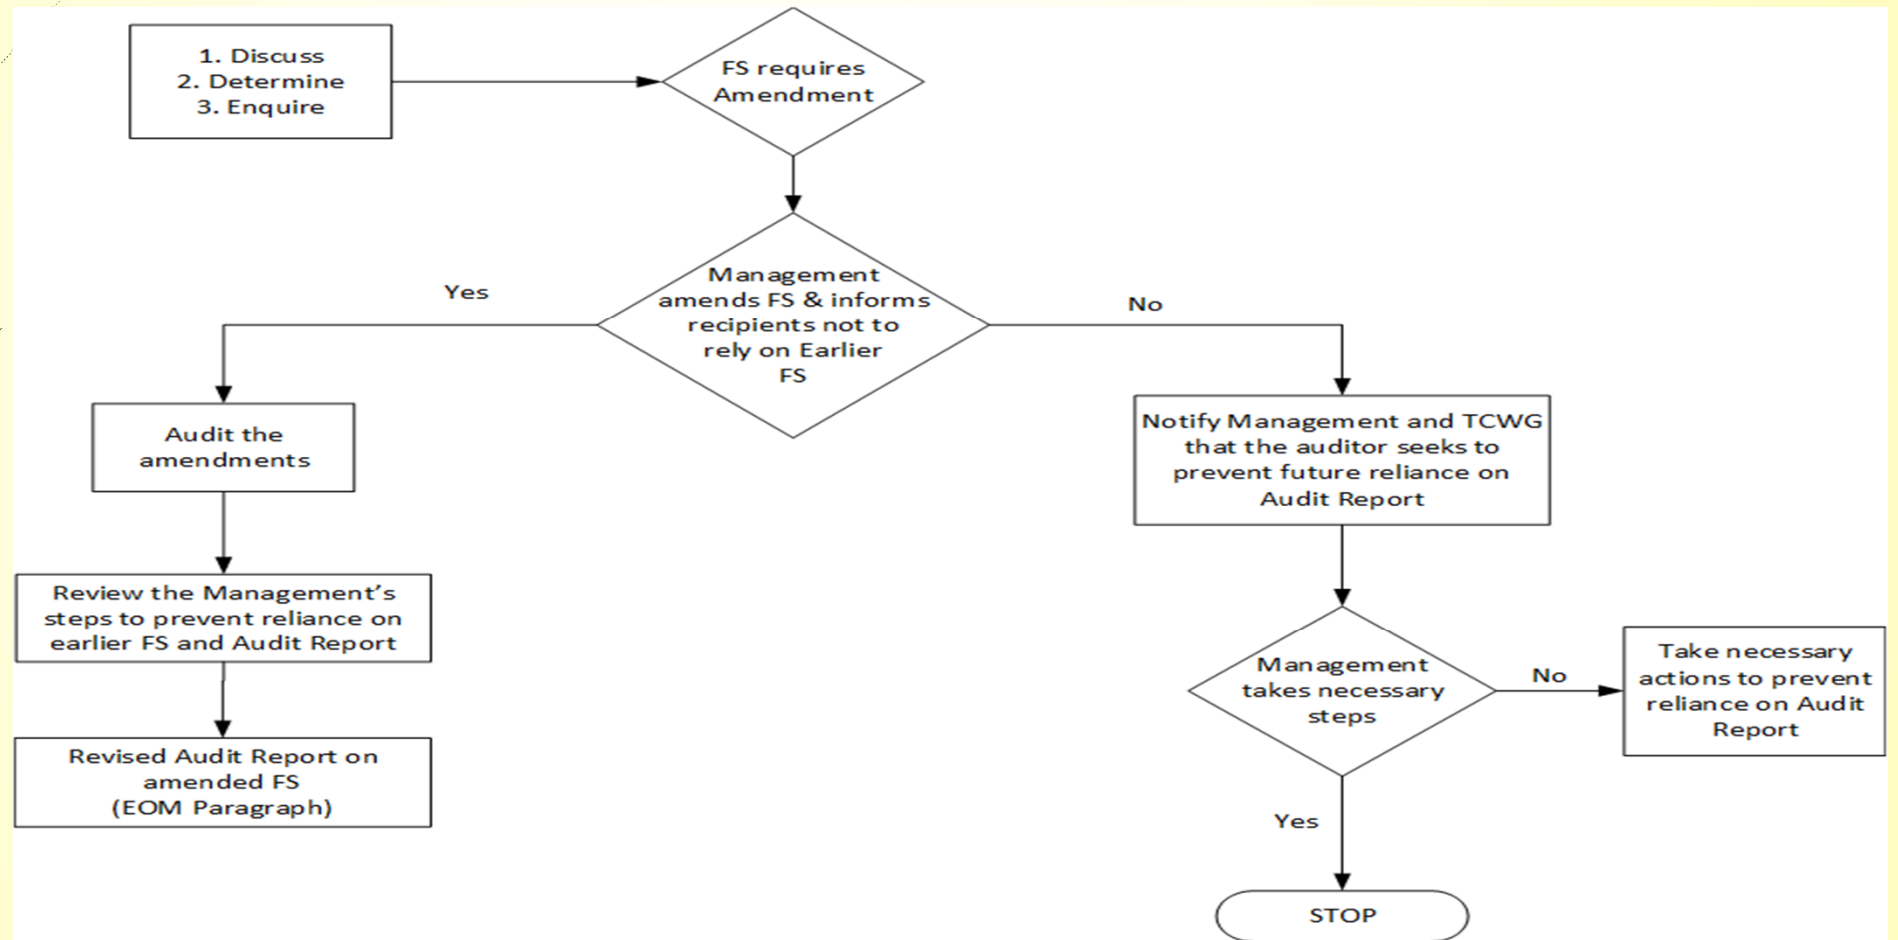 1. Discuss
2. Determine
3. Enquire
FS requires
Amendment
Management
amends FS & informs
recipients not to
rely on Earlier
FS
Yes
No
Audit the
amendments
Notify Management and TCWG
that the auditor seeks to
prevent future reliance on
Audit Report
Review the Management’s
steps to prevent reliance on
earlier FS and Audit Report
Management
takes necessary
steps
No
Take necessary
actions to prevent
reliance on Audit
Report
Revised Audit Report on
amended FS
(EOM Paragraph)
Yes
STOP